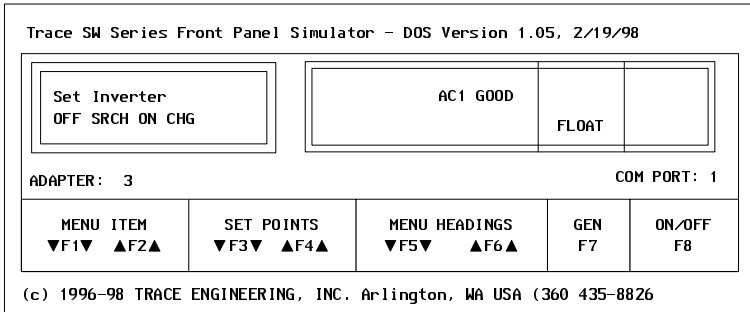 Trace SW Series Front Panel Simulator - DOS Version 1.05, 2/19/98
Set Inverter
OFF SRCH ON CHG
AC1 GOOD
FLOAT
ADAPTER: 3
COM PORT: 1
MENU ITEM
▼F1▼ ▲F2▲
SET POINTS
▼F3▼ ▲F4▲
MENU HEADINGS
▼F5▼ ▲F6▲
GEN
F7
ON/OFF
F8
(c) 1996-98 TRACE ENGINEERING, INC. Arlington, WA USA (360 435-8826